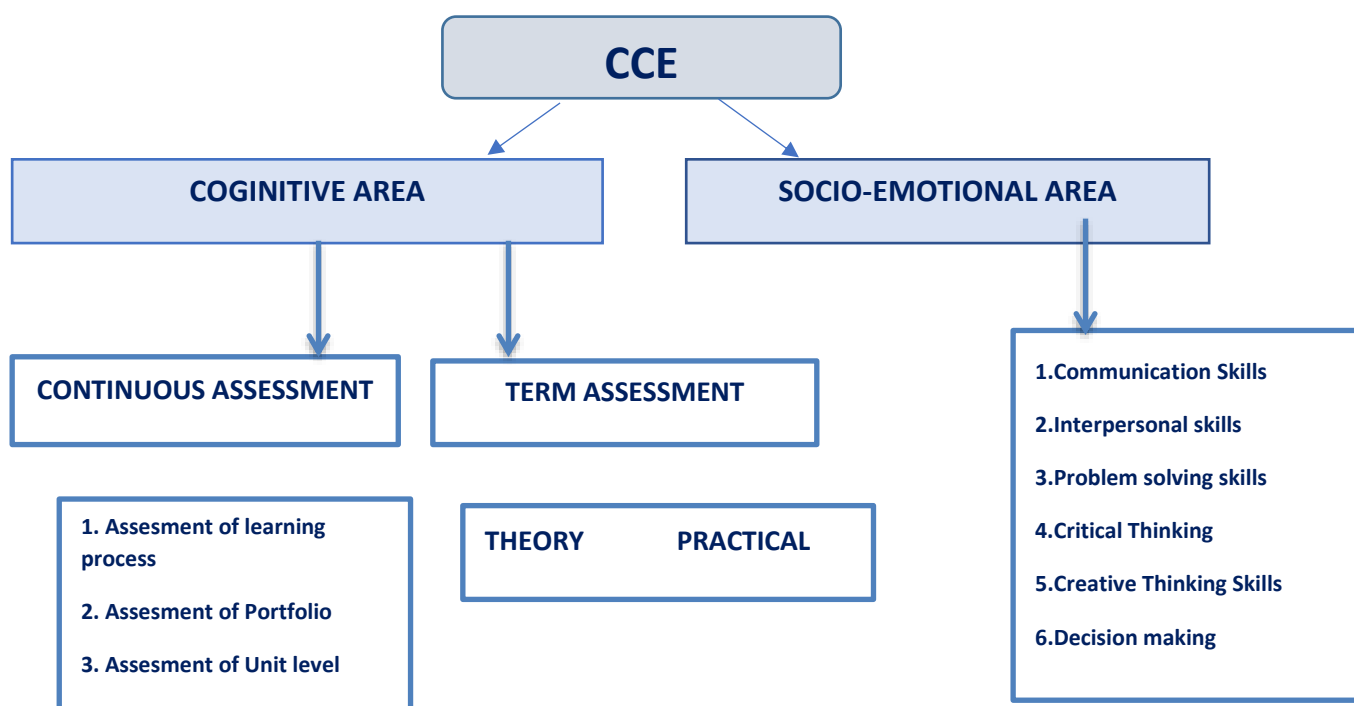 CCE
COGINITIVE AREA
SOCIO-EMOTIONAL AREA
CONTINUOUS ASSESSMENT
TERM ASSESSMENT
1. Assesment of learning
process
2. Assesment of Portfolio
3. Assesment of Unit level
THEORY PRACTICAL
1.Communication Skills
2.Interpersonal skills
3.Problem solving skills
4.Critical Thinking
5.Creative Thinking Skills
6.Decision making